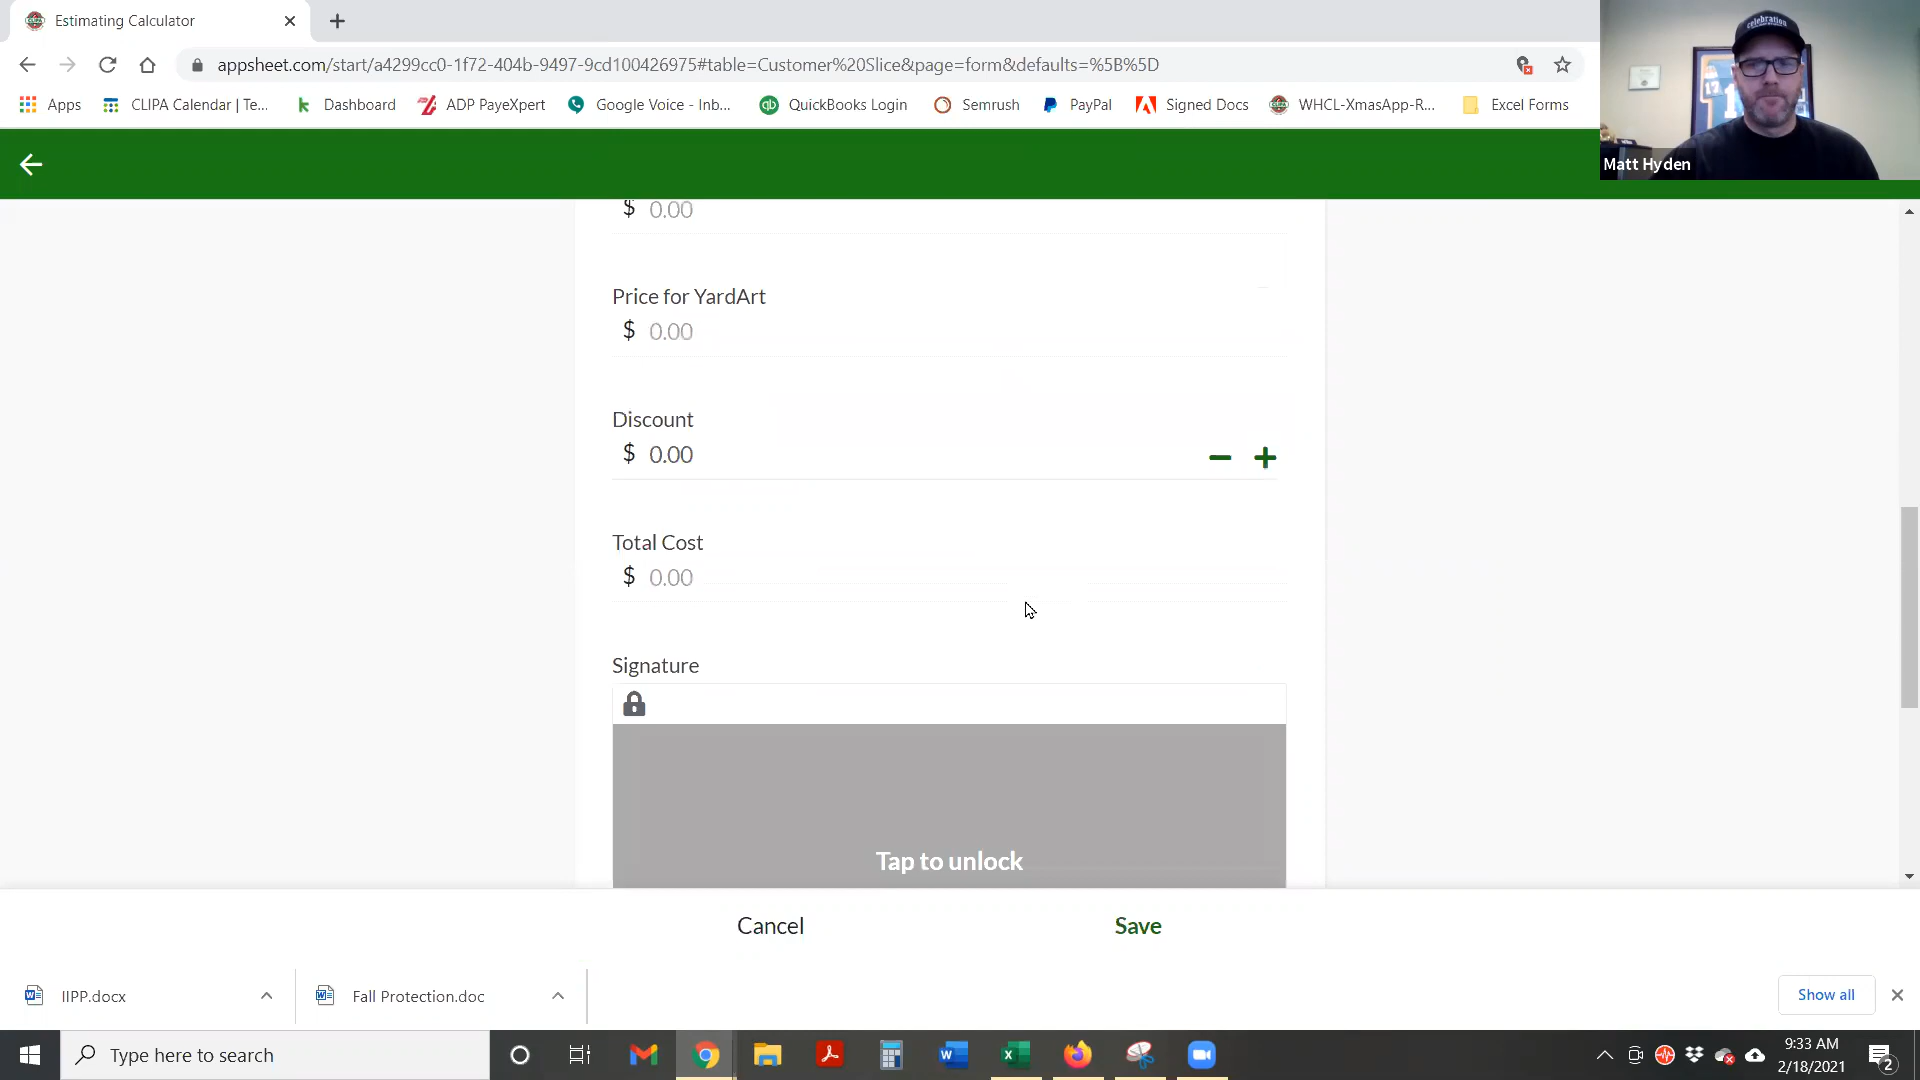 Estimating Calculator
appsheet.com/start/a4299cc0-1f72-404b-9497-9cd100426975#table=Customer%20Slice&page=form&defaults=%5B%5D
Apps CLIPA Calendar | Te... Dashboard ADP PayeXpert Google Voice - Inb... QuickBooks Login Semrush PayPal Signed Docs WHCL-XmasApp-R... Excel Forms
celebration
Matt Hyden
$ 0.00
Price for YardArt
$ 0.00
Discount
$ 0.00
Total Cost
$ 0.00
Signature
Tap to unlock
Cancel Save
IIPP.docx Fall Protection.doc Show all
Type here to search
9:33 AM
2/18/2021
2